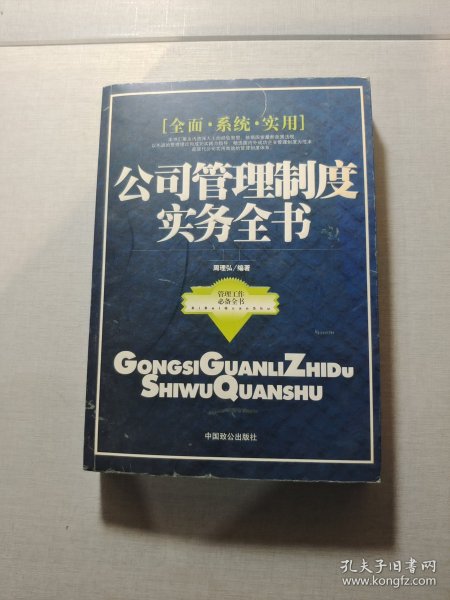 [全面·系统·实用]
公司管理制度
实务全书
周理弘/编著
管理工作
必备全书
GONGSIGUANLIZHIDU
SHIWUQUANSHU
中国致公出版社
孔夫子旧书网
www.kongfz.com